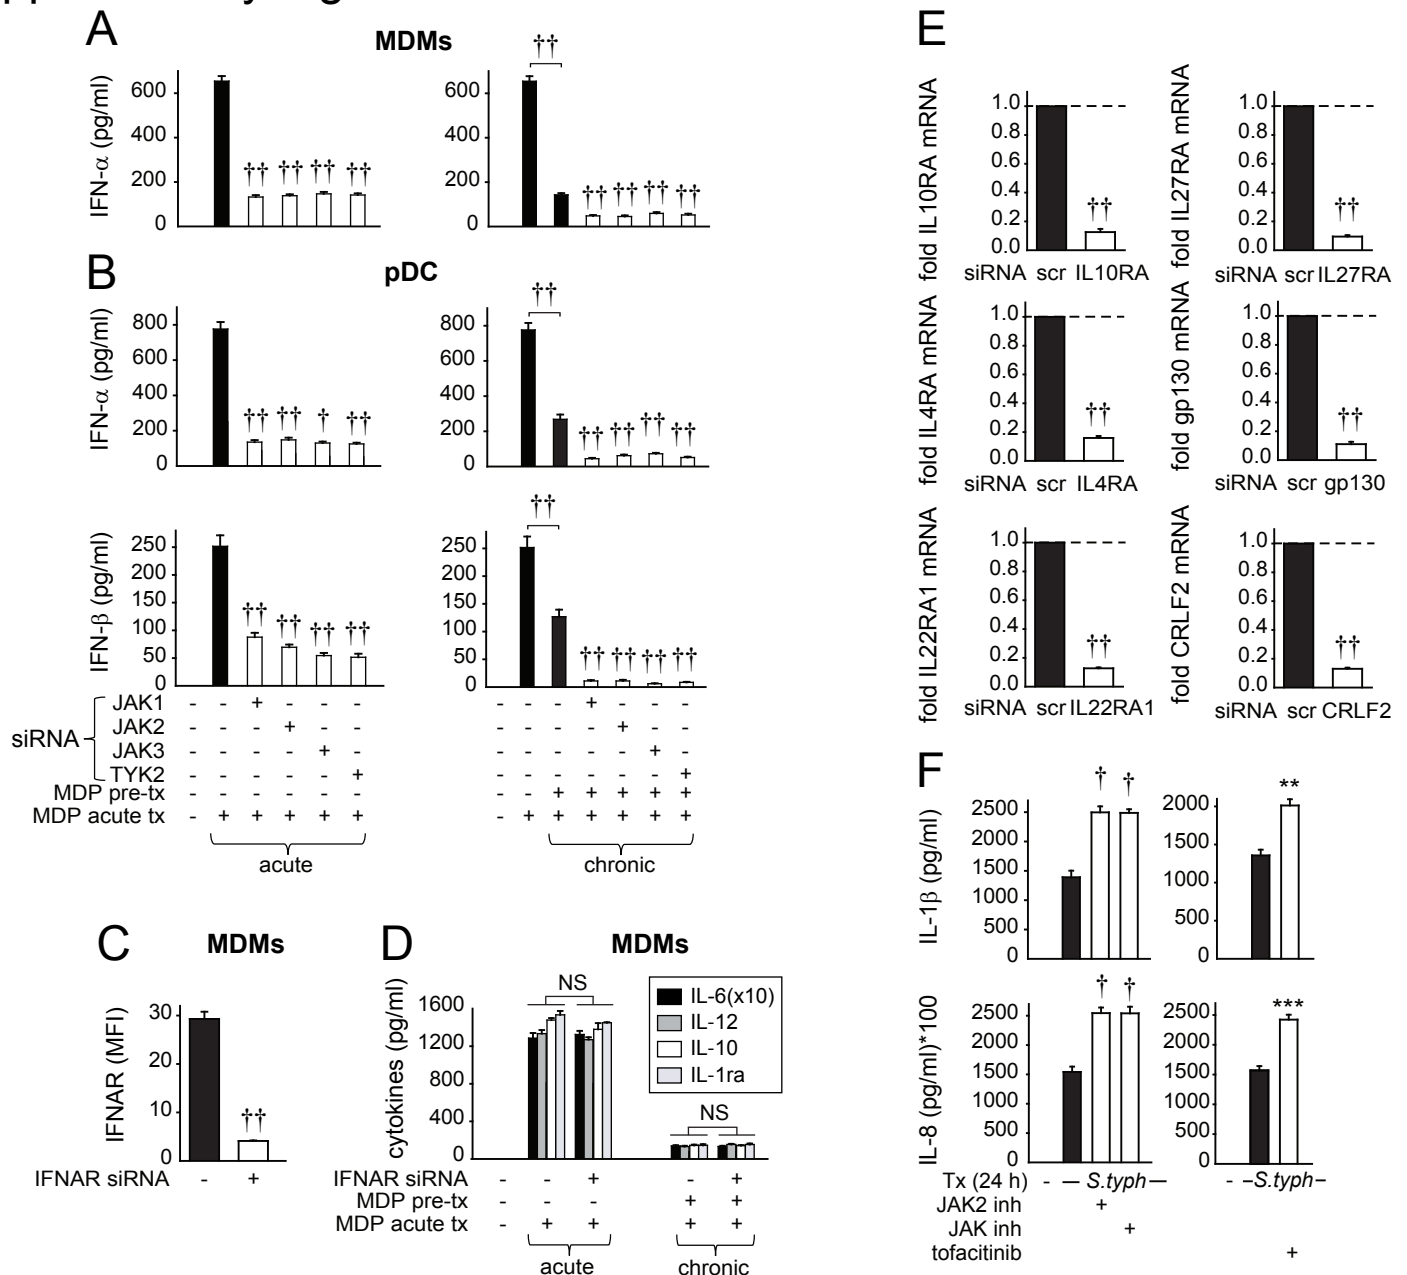 A
MDMs
IFN-α (pg/ml)
600
400
200
0
†† †† †† ††
††
600
400
200
0
†† †† †† ††
B
pDC
IFN-α (pg/ml)
800
600
400
200
0
†† †† † ††
††
800
600
400
200
0
†† †† †† ††
IFN-β (pg/ml)
250
200
150
100
50
0
†† †† †† ††
††
250
200
150
100
50
0
†† †† †† ††
siRNA
JAK1 - - + - - - - - - + - - -
JAK2 - - - + - - - - - - + - -
JAK3 - - - - + - - - - - - + -
TYK2 - - - - - + - - - - - - +
MDP pre-tx - - - - - - - - + + + + +
MDP acute tx - + + + + + - + + + + + +
acute
chronic
C
MDMs
IFNAR (MFI)
30
20
10
0
††
IFNAR siRNA - +
D
MDMs
cytokines (pg/ml)
1600
1200
800
400
0
NS
NS
IL-6(x10)
IL-12
IL-10
IL-1ra
IFNAR siRNA - - + - +
MDP pre-tx - - - + +
MDP acute tx - + + + +
acute
chronic
E
fold IL10RA mRNA
1.0
0.8
0.6
0.4
0.2
0.0
††
siRNA scr IL10RA
fold IL27RA mRNA
1.0
0.8
0.6
0.4
0.2
0.0
††
siRNA scr IL27RA
fold IL4RA mRNA
1.0
0.8
0.6
0.4
0.2
0.0
††
siRNA scr IL4RA
fold gp130 mRNA
1.0
0.8
0.6
0.4
0.2
0.0
††
siRNA scr gp130
fold IL22RA1 mRNA
1.0
0.8
0.6
0.4
0.2
0.0
††
siRNA scr IL22RA1
fold CRLF2 mRNA
1.0
0.8
0.6
0.4
0.2
0.0
††
siRNA scr CRLF2
F
IL-1β (pg/ml)
2500
2000
1500
1000
500
0
† †
2000
1500
1000
500
0
**
IL-8 (pg/ml)*100
2500
2000
1500
1000
500
0
† †
2500
2000
1500
1000
500
0
***
Tx (24 h) - — S.typh — - –S.typh–
JAK2 inh +
JAK inh +
tofacitinib +